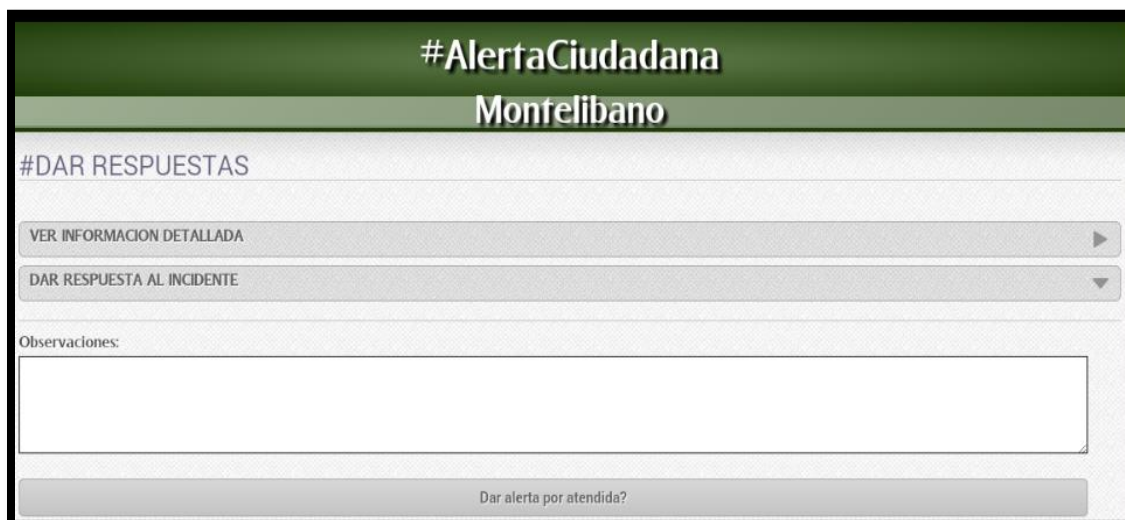 #AlertaCiudadana
Montelibano
#DAR RESPUESTAS
VER INFORMACION DETALLADA
DAR RESPUESTA AL INCIDENTE
Observaciones:
Dar alerta por atendida?